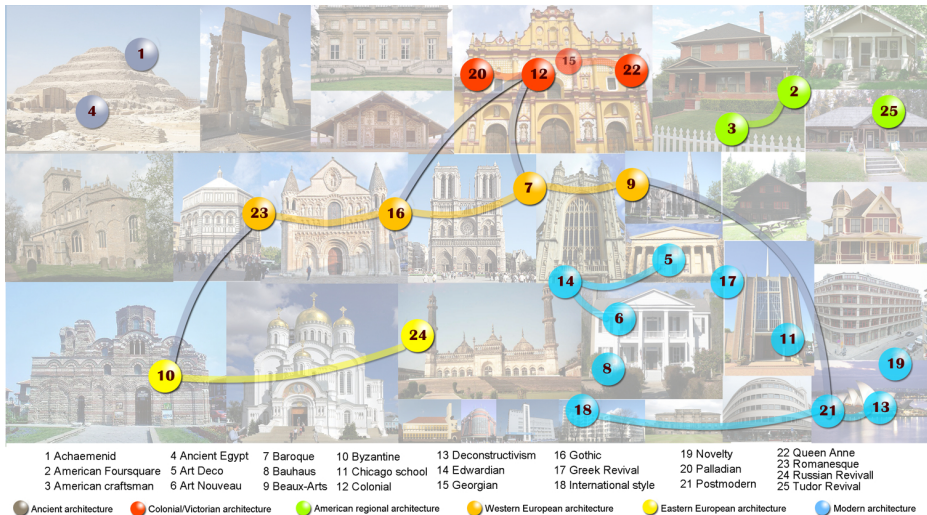 1
20
12
15
22
2
4
3
25
23
16
7
9
5
14
17
6
24
11
10
8
19
18
21
13
1 Achaemenid
2 American Foursquare
3 American craftsman
4 Ancient Egypt
5 Art Deco
6 Art Nouveau
7 Baroque
8 Bauhaus
9 Beaux-Arts
10 Byzantine
11 Chicago school
12 Colonial
13 Deconstructivism
14 Edwardian
15 Georgian
16 Gothic
17 Greek Revival
18 International style
19 Novelty
20 Palladian
21 Postmodern
22 Queen Anne
23 Romanesque
24 Russian Revivall
25 Tudor Revival
Ancient architecture
Colonial/Victorian architecture
American regional architecture
Western European architecture
Eastern European architecture
Modern architecture